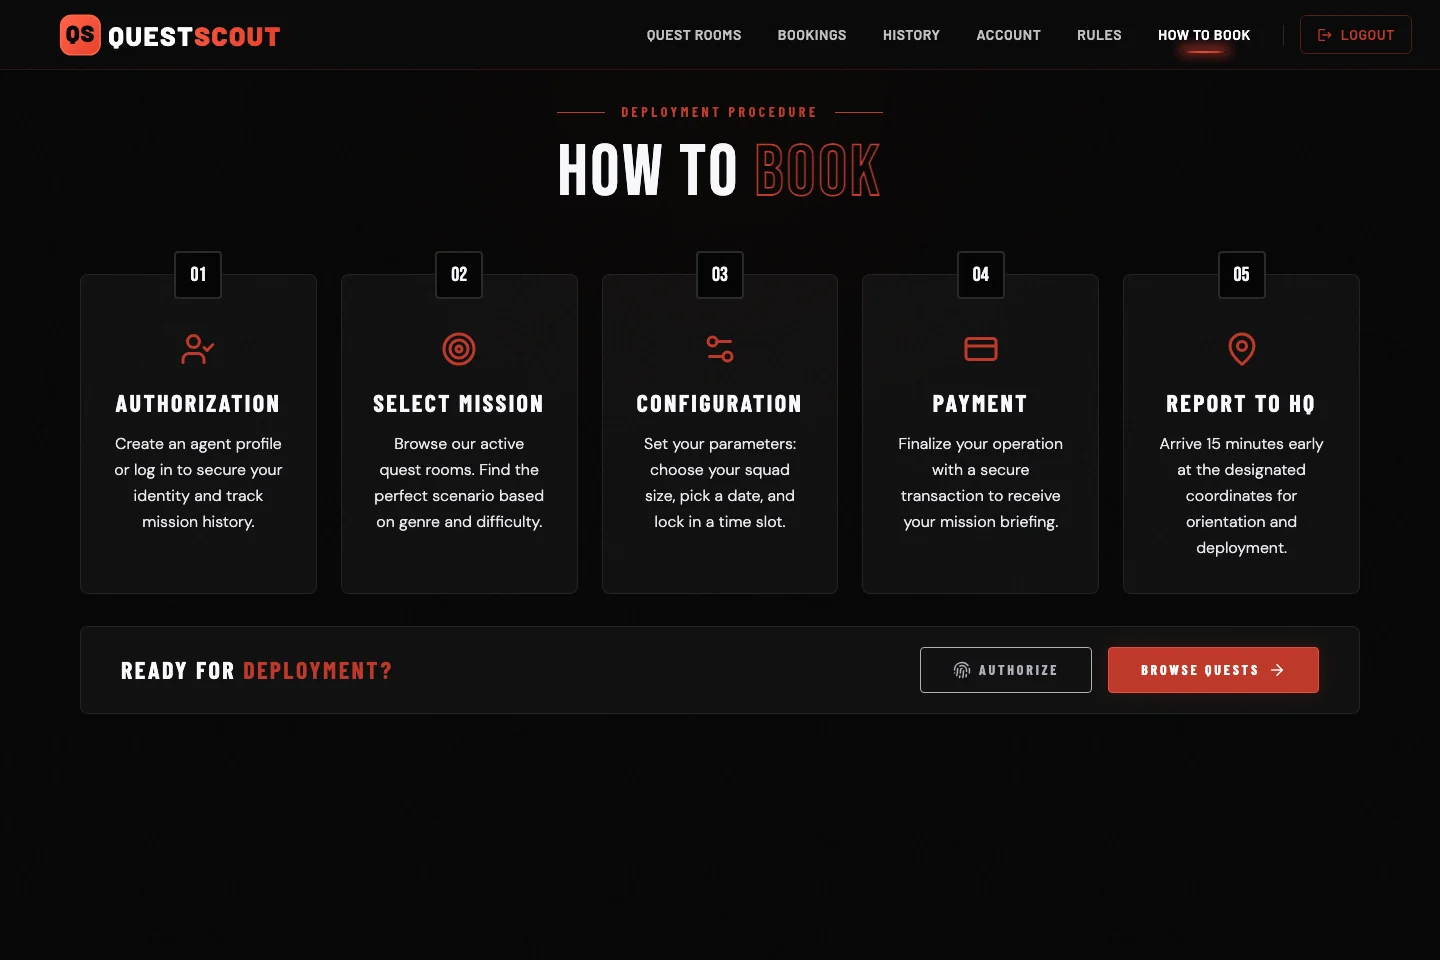 QS QUESTSCOUT
QUEST ROOMS BOOKINGS HISTORY ACCOUNT RULES HOW TO BOOK LOGOUT
DEPLOYMENT PROCEDURE
HOW TO BOOK
01
AUTHORIZATION
Create an agent profile
or log in to secure your
identity and track
mission history.
02
SELECT MISSION
Browse our active
quest rooms. Find the
perfect scenario based
on genre and difficulty.
03
CONFIGURATION
Set your parameters:
choose your squad
size, pick a date, and
lock in a time slot.
04
PAYMENT
Finalize your operation
with a secure
transaction to receive
your mission briefing.
05
REPORT TO HQ
Arrive 15 minutes early
at the designated
coordinates for
orientation and
deployment.
READY FOR DEPLOYMENT?
AUTHORIZE
BROWSE QUESTS